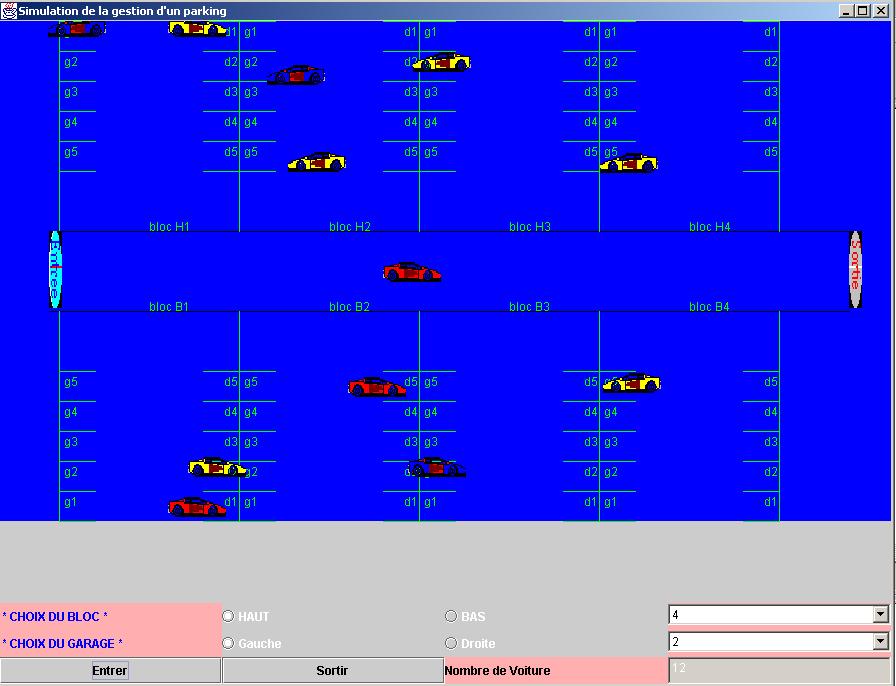 Simulation de la gestion d'un parking
d1 g1 d1 g1 d1 g1 d1
g2 d2 g2 d2 d2 g2 d2
g3 d3 g3 d3 g3 d3 g3 d3
g4 d4 g4 d4 g4 d4 g4 d4
g5 d5 g5 d5 g5 d5 g5 d5
bloc H1 bloc H2 bloc H3 bloc H4
Entree
Sortie
bloc B1 bloc B2 bloc B3 bloc B4
g5 d5 g5 d5 g5 d5 d5
g4 d4 g4 d4 g4 d4 g4 d4
g3 d3 g3 d3 g3 d3 g3 d3
g2 g2 d2 g2 d2
g1 d1 g1 d1 g1 d1 g1 d1
* CHOIX DU BLOC * HAUT BAS 4
* CHOIX DU GARAGE * Gauche Droite 2
Entrer Sortir Nombre de Voiture 12